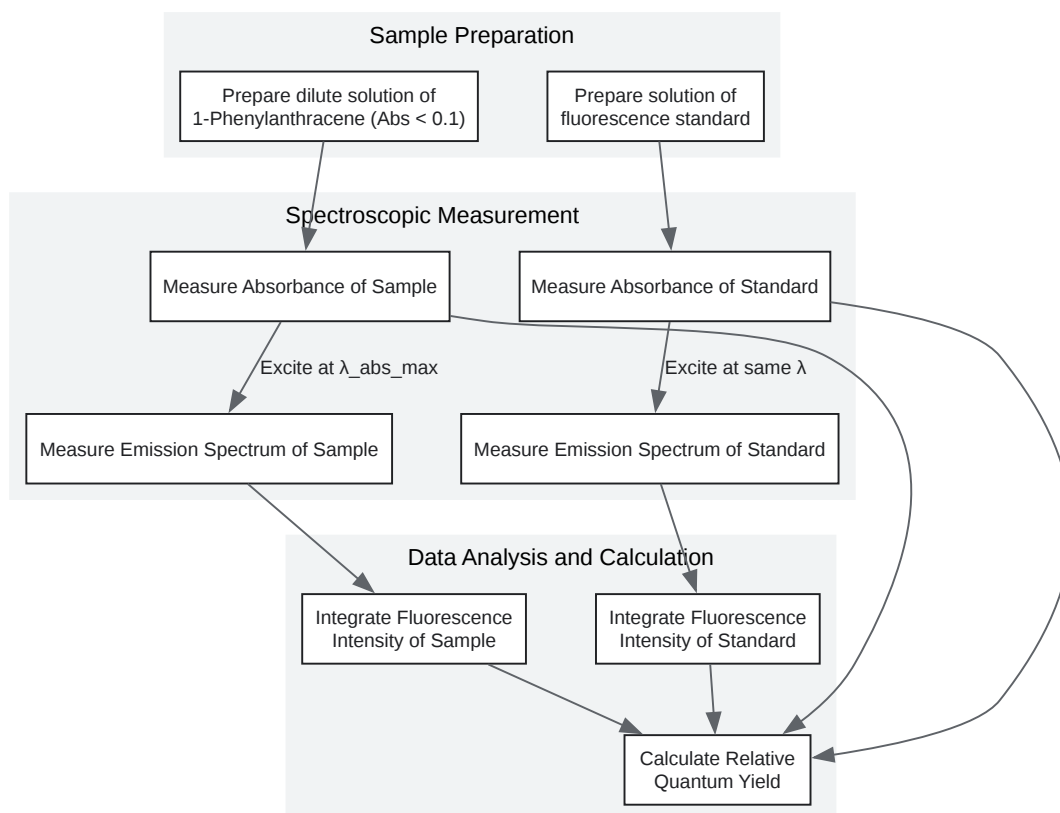 Sample Preparation
Prepare dilute solution of
1-Phenylanthracene (Abs < 0.1)
Prepare solution of
fluorescence standard
Spectroscopic Measurement
Measure Absorbance of Sample
Measure Absorbance of Standard
Excite at λ_abs_max
Excite at same λ
Measure Emission Spectrum of Sample
Measure Emission Spectrum of Standard
Data Analysis and Calculation
Integrate Fluorescence
Intensity of Sample
Integrate Fluorescence
Intensity of Standard
Calculate Relative
Quantum Yield